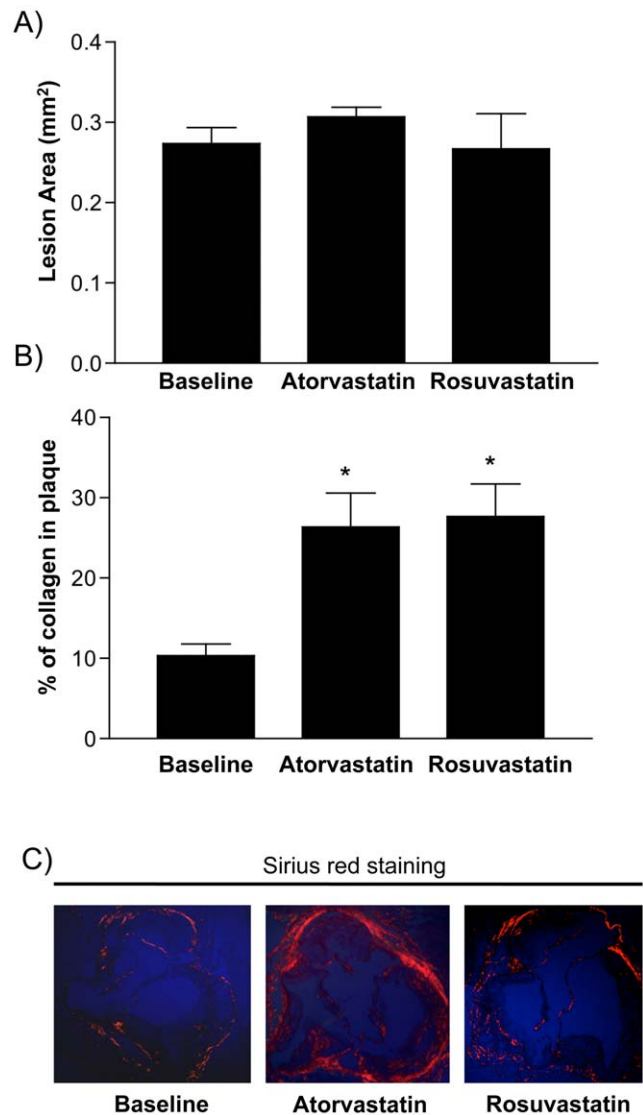 A)
Lesion Area (mm²)
0.4
0.3
0.2
0.1
0.0
Baseline Atorvastatin Rosuvastatin
B)
% of collagen in plaque
40
30
20
10
0
* *
Baseline Atorvastatin Rosuvastatin
C)
Sirius red staining
Baseline Atorvastatin Rosuvastatin